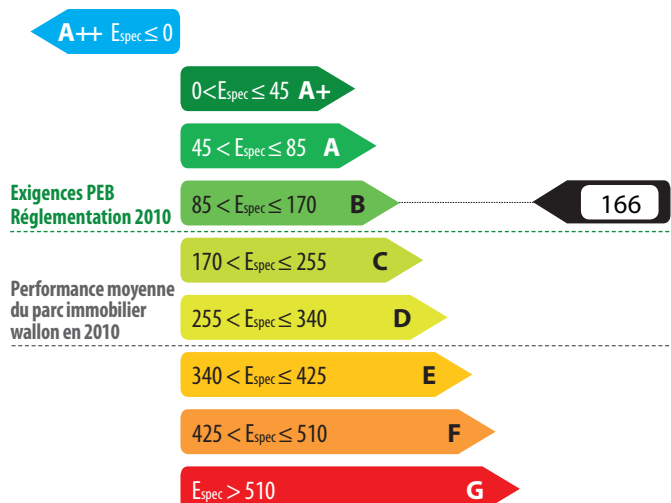 A++ Espec ≤ 0
0<Espec ≤ 45 A+
45 < Espec ≤ 85 A
Exigences PEB
Réglementation 2010
85 < Espec ≤ 170 B
166
170 < Espec ≤ 255 C
Performance moyenne
du parc immobilier
wallon en 2010
255 < Espec ≤ 340 D
340 < Espec ≤ 425 E
425 < Espec ≤ 510 F
Espec > 510 G